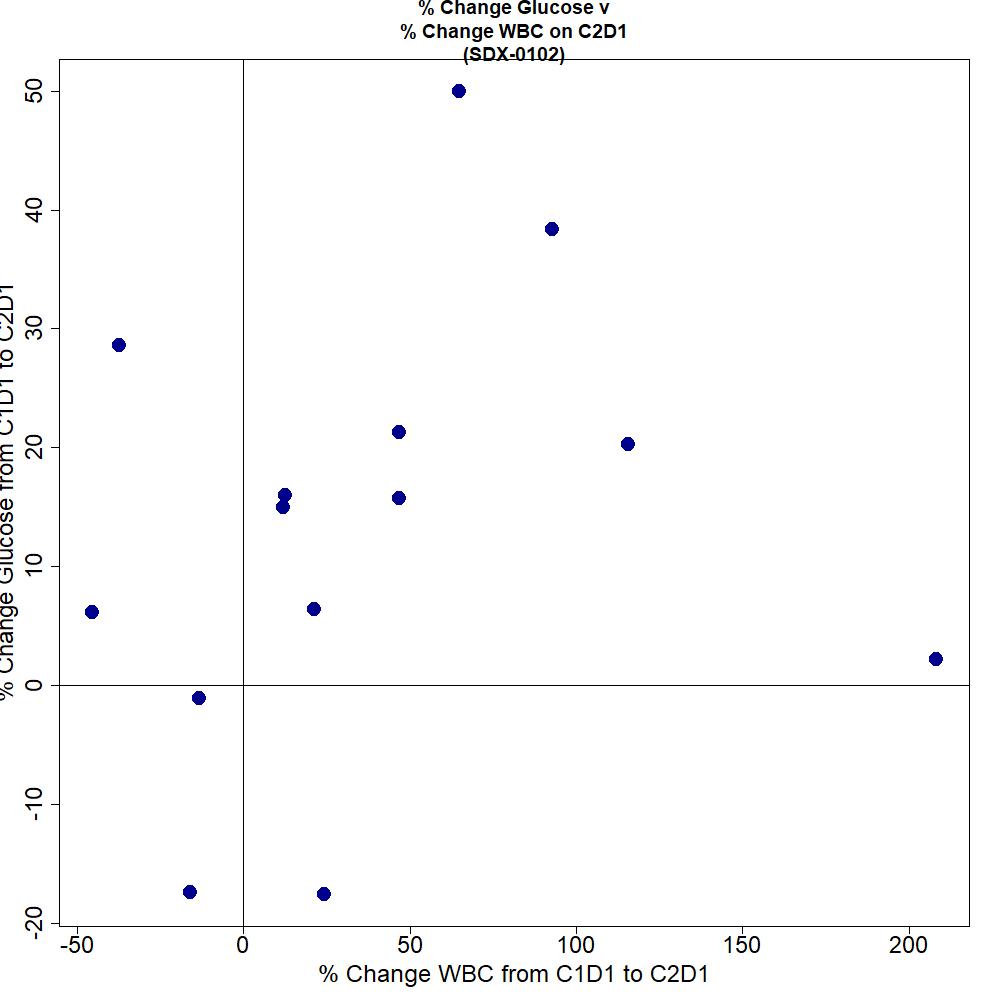 % Change Glucose v
% Change WBC on C2D1
(SDX-0102)
% Change Glucose from C1D1 to C2D1
50
40
30
20
10
0
-10
-20
-50
0
50
100
150
200
% Change WBC from C1D1 to C2D1